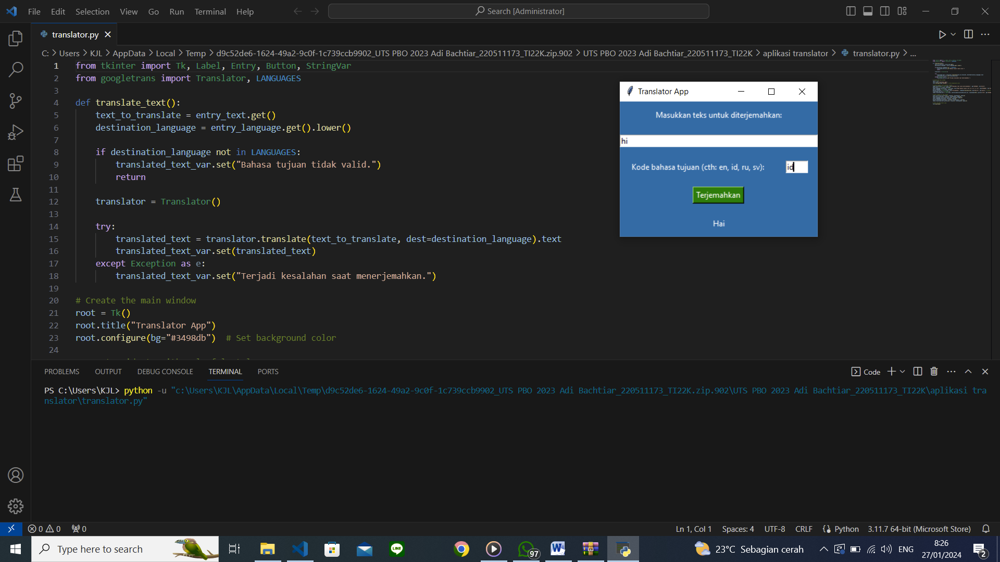 File Edit Selection View Go Run Terminal Help
Search [Administrator]
translator.py
C: > Users > KJL > AppData > Local > Temp > d9c52de6-1624-49a2-9c0f-1c739ccb9902_UTS PBO 2023 Adi Bachtiar_220511173_TI22K.zip.902 > UTS PBO 2023 Adi Bachtiar_220511173_TI22K > aplikasi translator > translator.py > ...
1 from tkinter import Tk, Label, Entry, Button, StringVar
2 from googletrans import Translator, LANGUAGES
3
4 def translate_text():
5 text_to_translate = entry_text.get()
6 destination_language = entry_language.get().lower()
7
8 if destination_language not in LANGUAGES:
9 translated_text_var.set("Bahasa tujuan tidak valid.")
10 return
11
12 translator = Translator()
13
14 try:
15 translated_text = translator.translate(text_to_translate, dest=destination_language).text
16 translated_text_var.set(translated_text)
17 except Exception as e:
18 translated_text_var.set("Terjadi kesalahan saat menerjemahkan.")
19
20 # Create the main window
21 root = Tk()
22 root.title("Translator App")
23 root.configure(bg="#3498db") # Set background color
24
Translator App
Masukkan teks untuk diterjemahkan:
hi
Kode bahasa tujuan (cth: en, id, ru, sv): id
Terjemahkan
Hai
PROBLEMS OUTPUT DEBUG CONSOLE TERMINAL PORTS
Code
PS C:\Users\KJL> python -u "c:\Users\KJL\AppData\Local\Temp\d9c52de6-1624-49a2-9c0f-1c739ccb9902_UTS PBO 2023 Adi Bachtiar_220511173_TI22K.zip.902\UTS PBO 2023 Adi Bachtiar_220511173_TI22K\aplikasi tra
nslator\translator.py"
0 0 0
Ln 1, Col 1 Spaces: 4 UTF-8 CRLF Python 3.11.7 64-bit (Microsoft Store)
Type here to search
LINE
97
23°C Sebagian cerah
ENG
8:26
27/01/2024
2